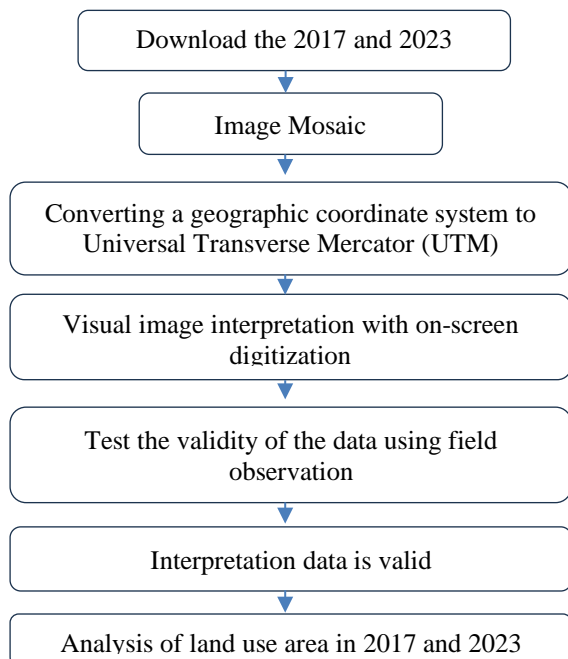 Download the 2017 and 2023
Image Mosaic
Converting a geographic coordinate system to
Universal Transverse Mercator (UTM)
Visual image interpretation with on-screen
digitization
Test the validity of the data using field
observation
Interpretation data is valid
Analysis of land use area in 2017 and 2023